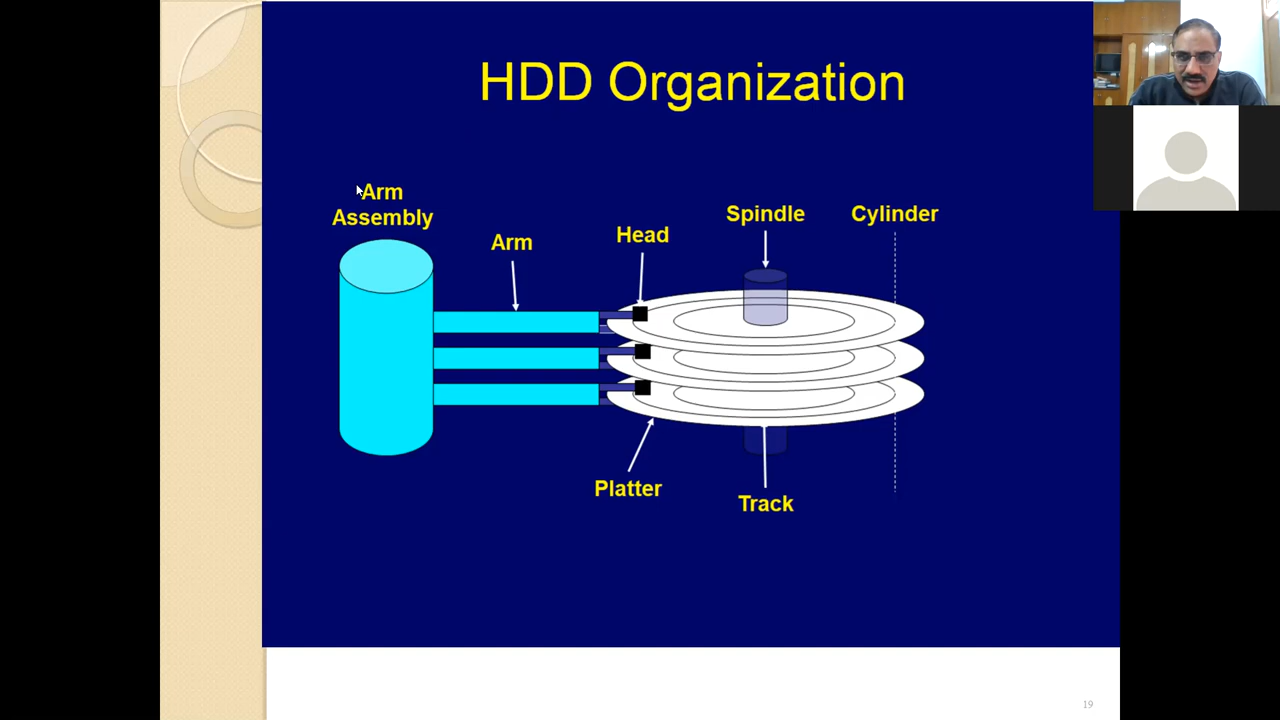 HDD Organization
Arm
Assembly
Arm
Head
Spindle
Cylinder
Platter
Track
19